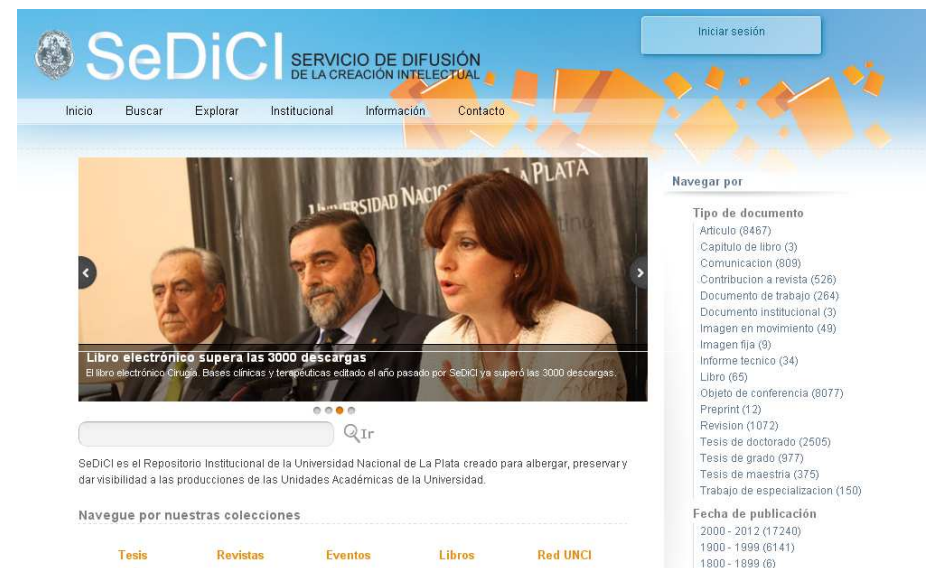 SeDiCI SERVICIO DE DIFUSIÓN
DE LA CREACIÓN INTELECTUAL
Iniciar sesión
Inicio Buscar Explorar Institucional Información Contacto
UNIVERSIDAD NACIONAL LA PLATA
Libro electrónico supera las 3000 descargas
El libro electrónico Cirugía. Bases clínicas y terapéuticas editado el año pasado por SeDiCI ya superó las 3000 descargas.
Ir
SeDiCI es el Repositorio Institucional de la Universidad Nacional de La Plata creado para albergar, preservar y
dar visibilidad a las producciones de las Unidades Académicas de la Universidad.
Navegue por nuestras colecciones
Tesis Revistas Eventos Libros Red UNCI
Navegar por
Tipo de documento
Articulo (8467)
Capitulo de libro (3)
Comunicacion (809)
Contribucion a revista (526)
Documento de trabajo (264)
Documento institucional (3)
Imagen en movimiento (49)
Imagen fija (9)
Informe tecnico (34)
Libro (65)
Objeto de conferencia (8077)
Preprint (12)
Revision (1072)
Tesis de doctorado (2505)
Tesis de grado (977)
Tesis de maestria (375)
Trabajo de especializacion (150)
Fecha de publicación
2000 - 2012 (17240)
1900 - 1999 (6141)
1800 - 1899 (6)